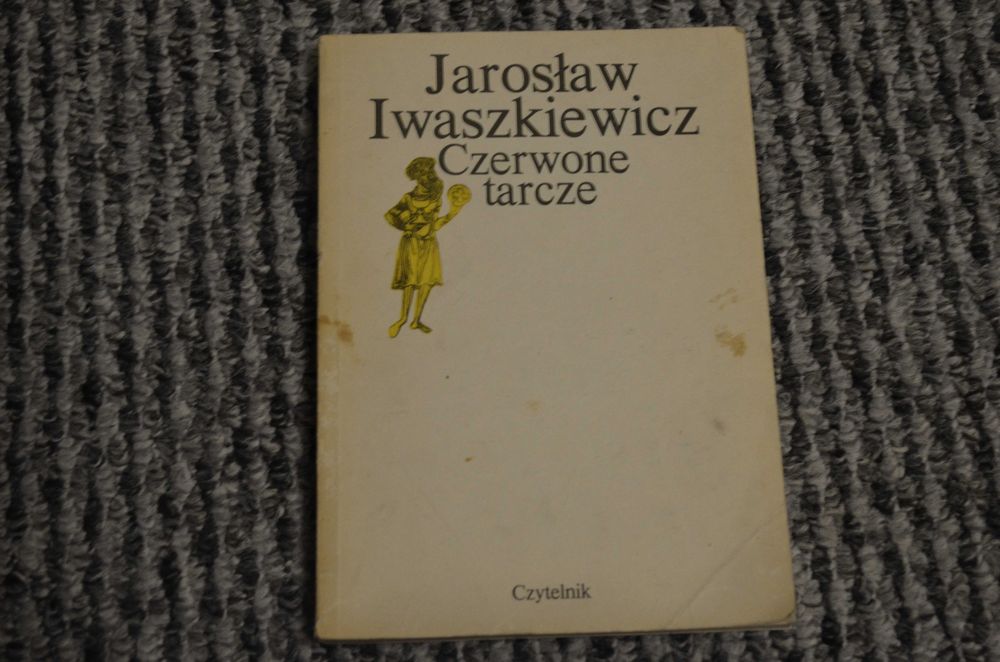 Jarosław
Iwaszkiewicz
Czerwone
tarcze
Czytelnik